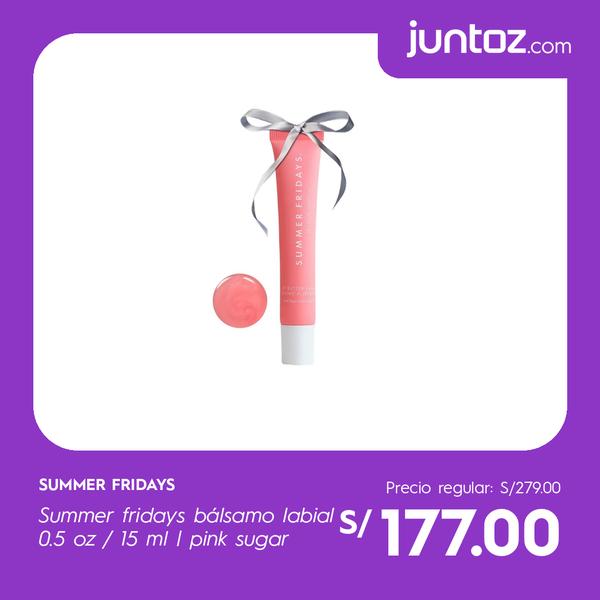 juntoz.com
SUMMER FRIDAYS
SUMMER FRIDAYS
Precio regular: S/279.00
Summer fridays bálsamo labial
0.5 oz / 15 ml | pink sugar
S/177.00